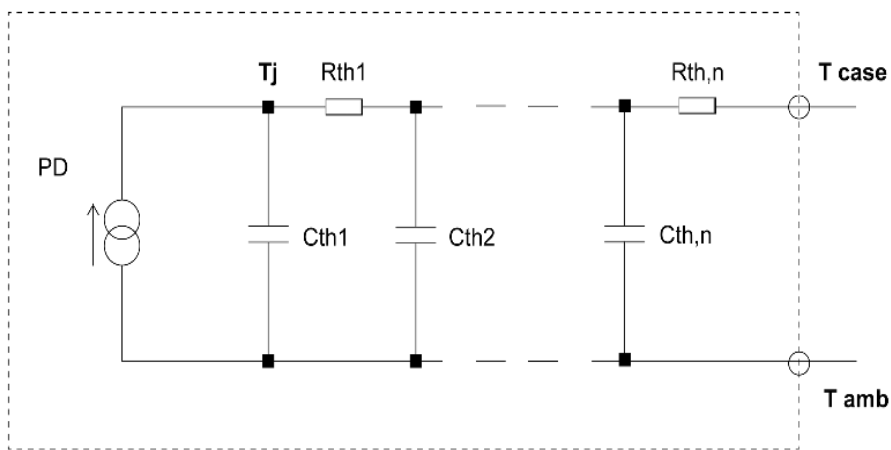 Tj
Rth1
Rth,n
T case
PD
Cth1
Cth2
Cth,n
T amb